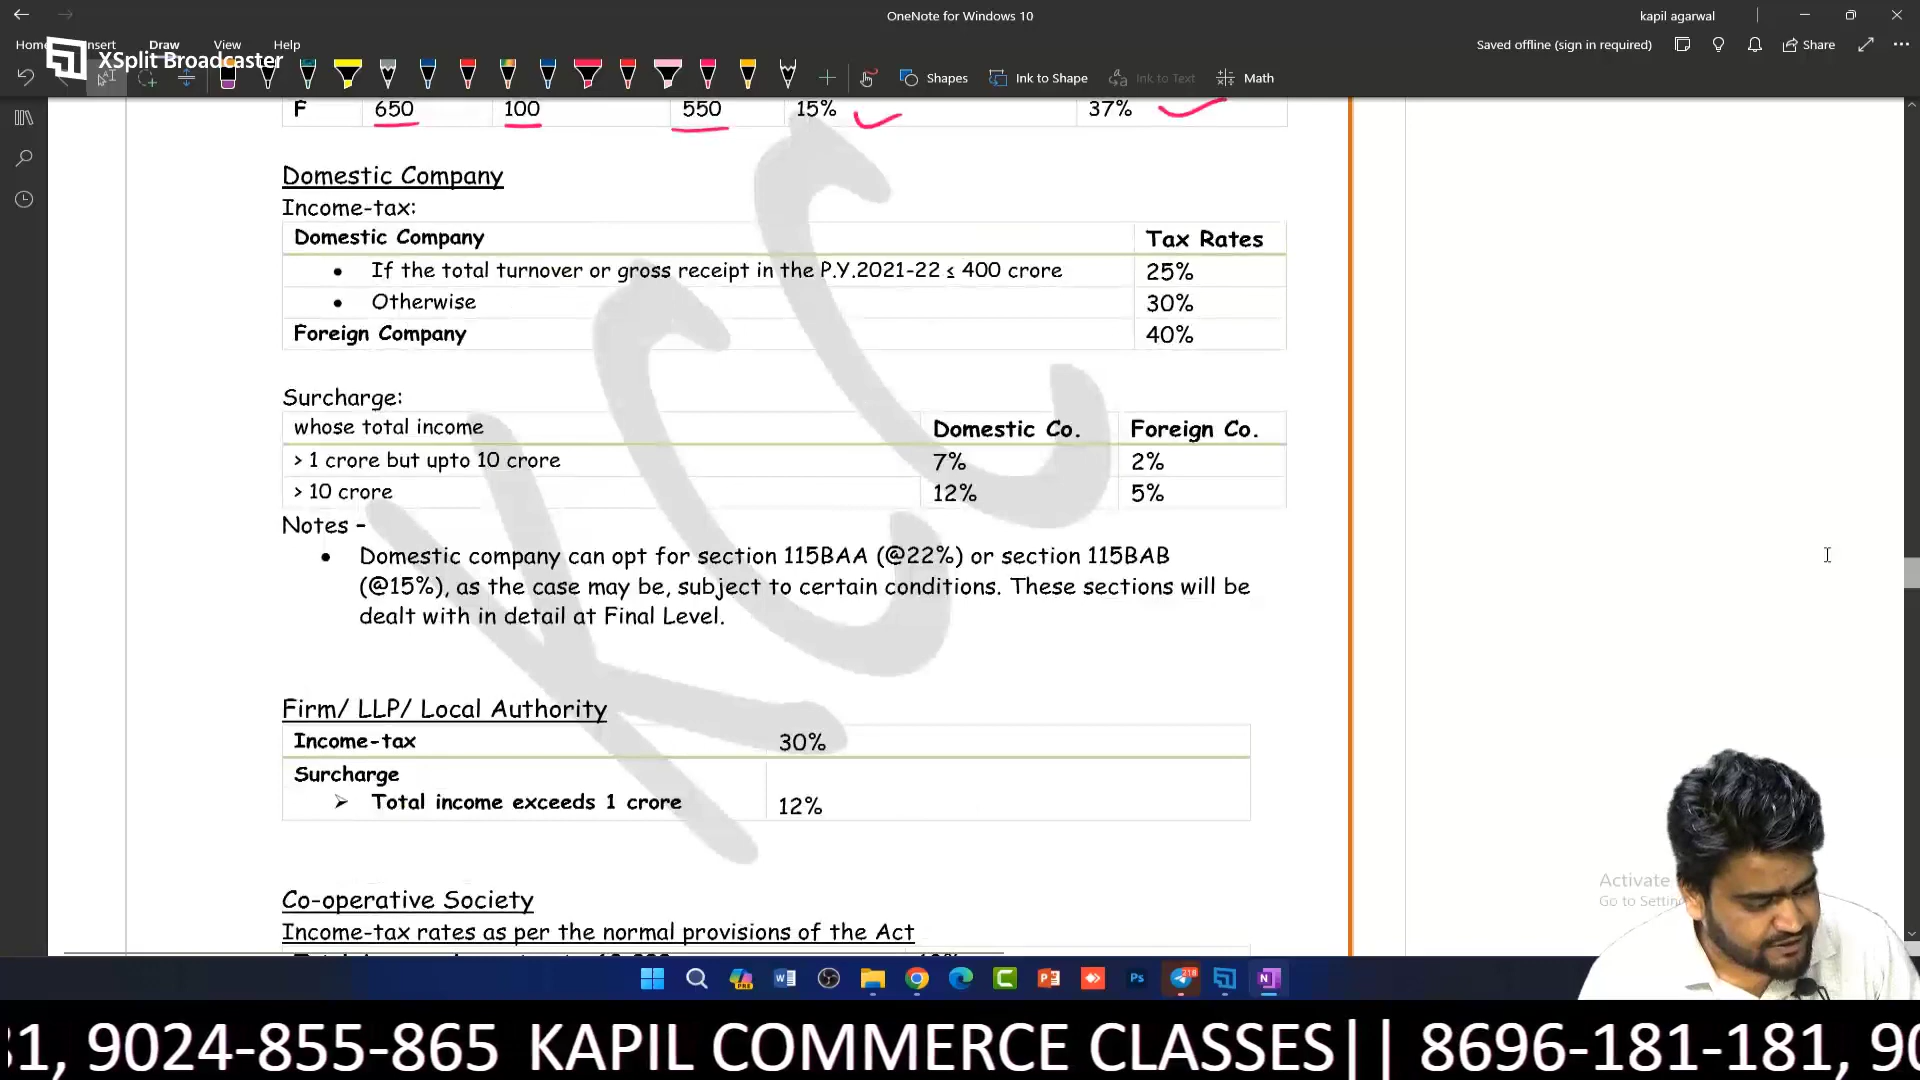 OneNote for Windows 10
kapil agarwal
Home Insert Draw View Help
Saved offline (sign in required)
Share
XSplit Broadcaster
Shapes
Ink to Shape
Ink to Text
Math
F 650 100 550 15% 37%
Domestic Company
Income-tax:
Domestic Company Tax Rates
• If the total turnover or gross receipt in the P.Y.2021-22 ≤ 400 crore 25%
• Otherwise 30%
Foreign Company 40%
Surcharge:
whose total income Domestic Co. Foreign Co.
> 1 crore but upto 10 crore 7% 2%
> 10 crore 12% 5%
Notes –
• Domestic company can opt for section 115BAA (@22%) or section 115BAB
(@15%), as the case may be, subject to certain conditions. These sections will be
dealt with in detail at Final Level.
KCC
Firm/ LLP/ Local Authority
Income-tax 30%
Surcharge
➢ Total income exceeds 1 crore 12%
Co-operative Society
Income-tax rates as per the normal provisions of the Act
Activate
Go to Settin
218
31, 9024-855-865 KAPIL COMMERCE CLASSES|| 8696-181-181, 90